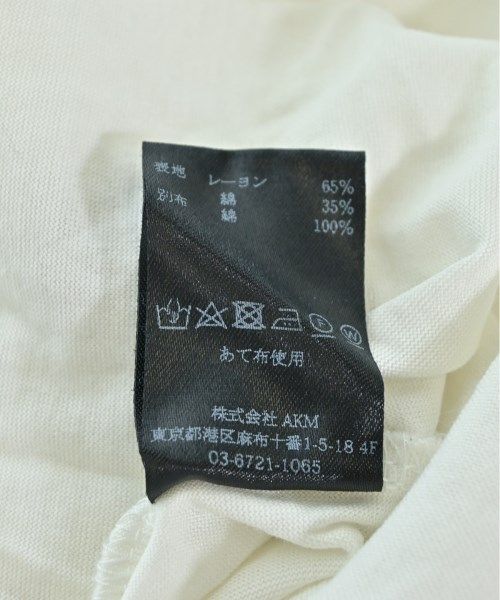 表地 レーヨン 65%
別布 綿 35%
綿 100%
あて布使用
株式会社 AKM
東京都港区麻布十番1-5-18 4F
03-6721-1065